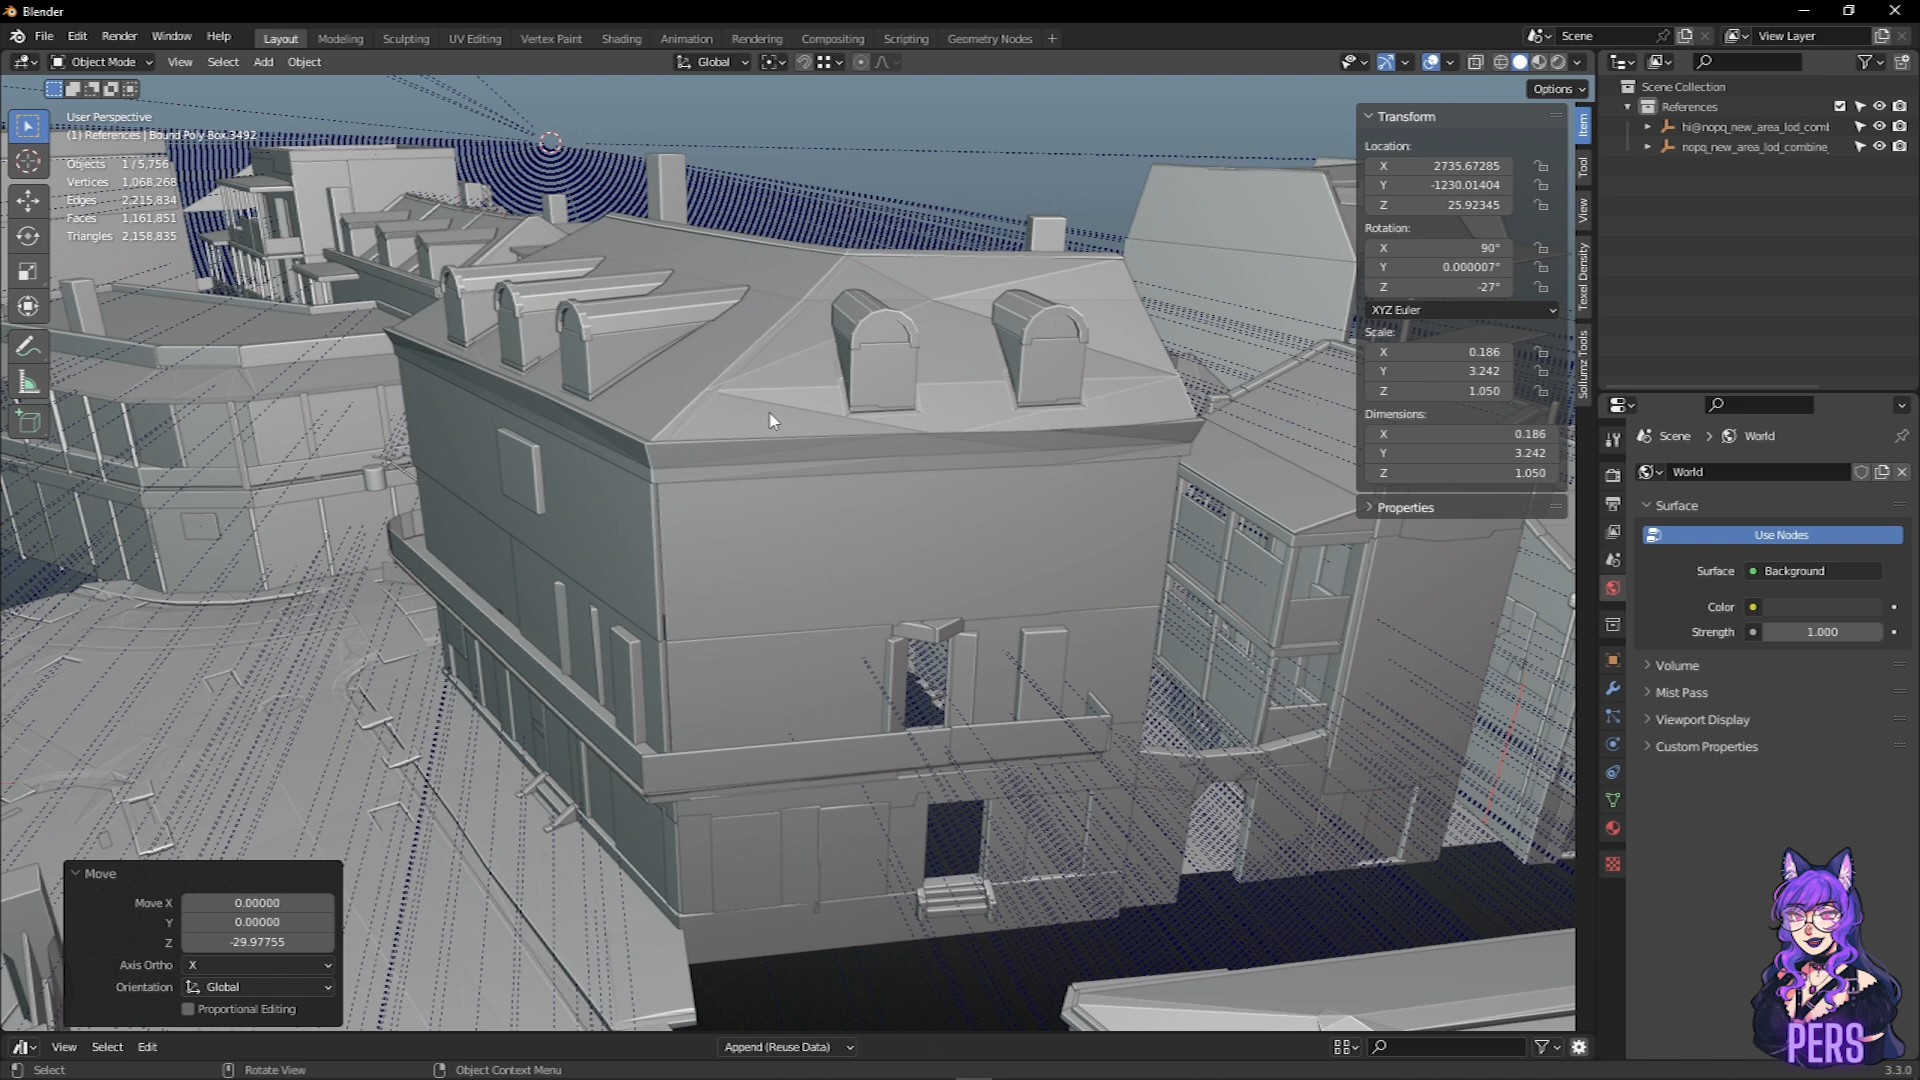 Blender
File Edit Render Window Help
Layout Modeling Sculpting UV Editing Vertex Paint Shading Animation Rendering Compositing Scripting Geometry Nodes +
Scene
View Layer
Object Mode View Select Add Object
Global
Options
User Perspective
(1) References | Bound Poly Box.3492
Objects 1 / 5,756
Vertices 1,068,268
Edges 2,215,834
Faces 1,161,851
Triangles 2,158,835
Transform
Location:
X 2735.67285
Y -1230.01404
Z 25.92345
Rotation:
X 90°
Y 0.000007°
Z -27°
XYZ Euler
Scale:
X 0.186
Y 3.242
Z 1.050
Dimensions:
X 0.186
Y 3.242
Z 1.050
Properties
Item
Tool
View
Texel Density
Sollumz Tools
Scene Collection
References
hi@nopq_new_area_lod_comb
nopq_new_area_lod_combine_
Scene > World
World
Surface
Use Nodes
Surface Background
Color
Strength 1.000
Volume
Mist Pass
Viewport Display
Custom Properties
Move
Move X 0.00000
Y 0.00000
Z -29.97755
Axis Ortho X
Orientation Global
Proportional Editing
View Select Edit
Append (Reuse Data)
Select
Rotate View
Object Context Menu
3.3.0
PERS